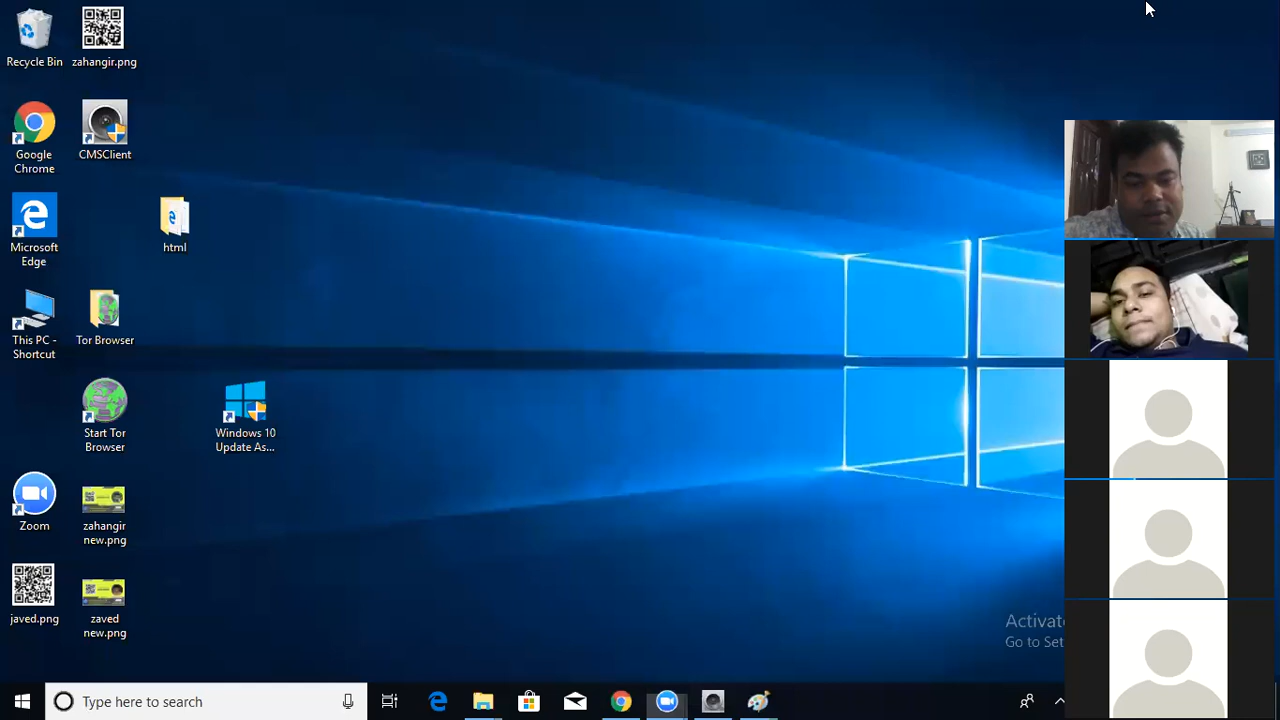 Recycle Bin
zahangir.png
Google
Chrome
CMSClient
Microsoft
Edge
html
This PC -
Shortcut
Tor Browser
Start Tor
Browser
Windows 10
Update As...
Zoom
zahangir
new.png
javed.png
zaved
new.png
Activat
Go to Set
Type here to search